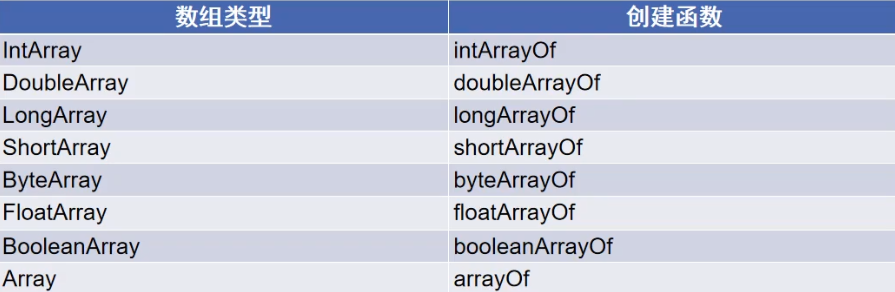 数组类型 创建函数
IntArray intArrayOf
DoubleArray doubleArrayOf
LongArray longArrayOf
ShortArray shortArrayOf
ByteArray byteArrayOf
FloatArray floatArrayOf
BooleanArray booleanArrayOf
Array arrayOf